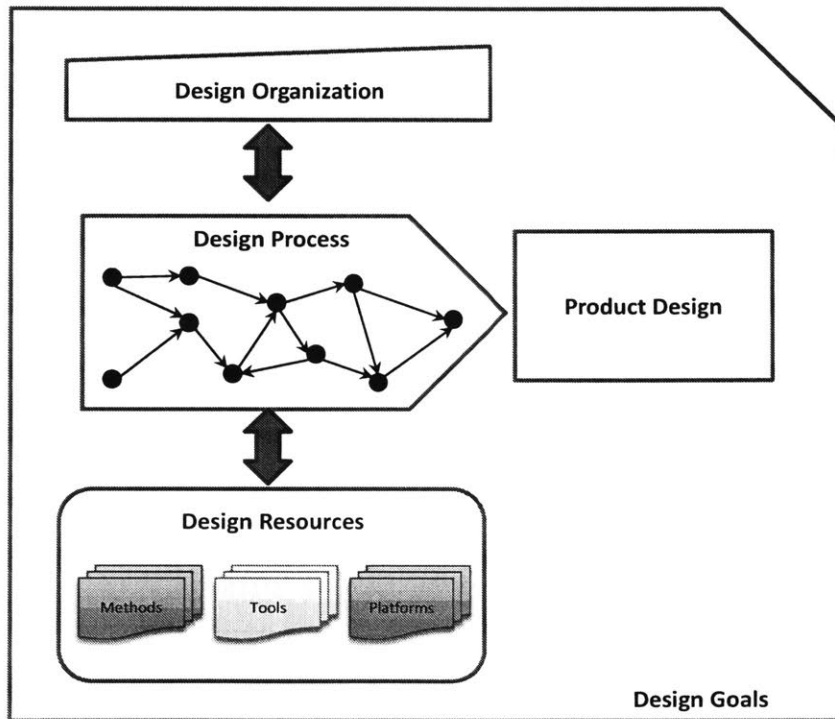 Design Organization
Design Process
Product Design
Design Resources
Methods
Tools
Platforms
Design Goals